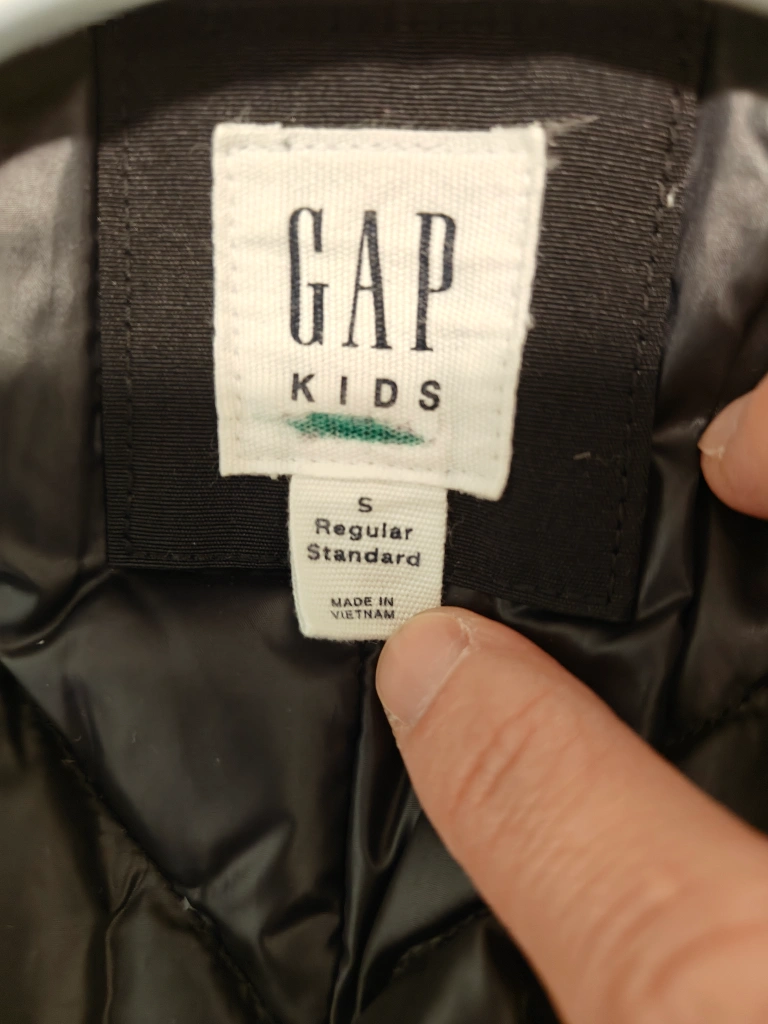 GAP
KIDS
S
Regular
Standard
MADE IN
VIETNAM